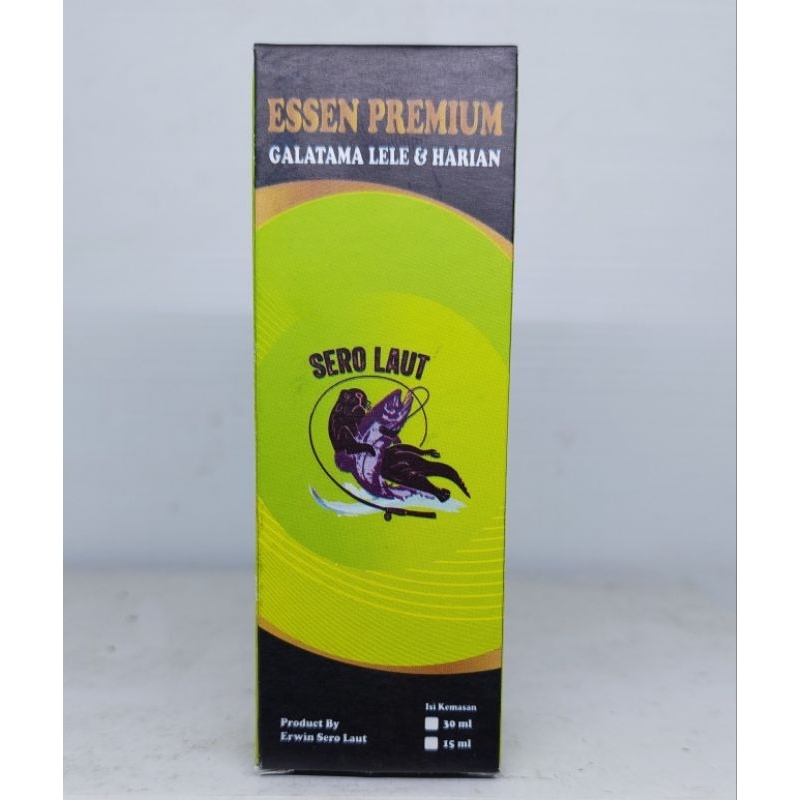 ESSEN PREMIUM
GALATAMA LELE & HARIAN
SERO LAUT
Isi Kemasan
30 ml
15 ml
Product By
Erwin Sero Laut